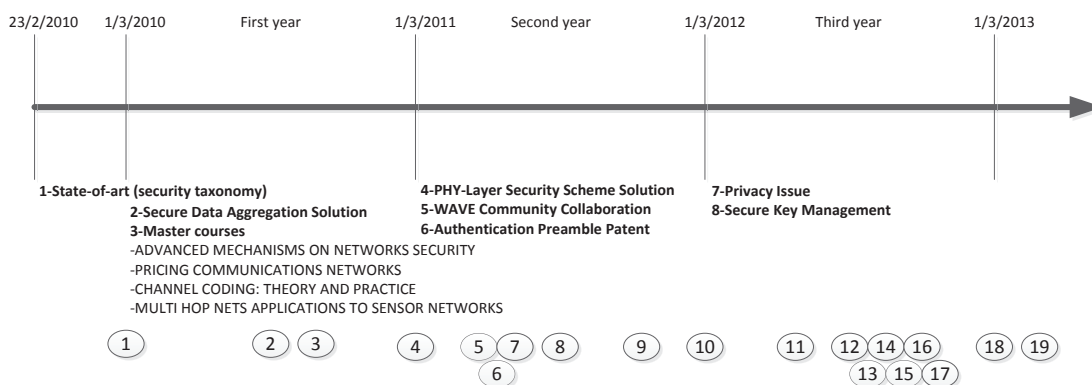 23/2/2010 1/3/2010 First year 1/3/2011 Second year 1/3/2012 Third year 1/3/2013
1-State-of-art (security taxonomy)
2-Secure Data Aggregation Solution
3-Master courses
-ADVANCED MECHANISMS ON NETWORKS SECURITY
-PRICING COMMUNICATIONS NETWORKS
-CHANNEL CODING: THEORY AND PRACTICE
-MULTI HOP NETS APPLICATIONS TO SENSOR NETWORKS
4-PHY-Layer Security Scheme Solution
5-WAVE Community Collaboration
6-Authentication Preamble Patent
7-Privacy Issue
8-Secure Key Management
1 2 3 4 5 7 8 9 10 11 12 14 16 18 19
6 13 15 17